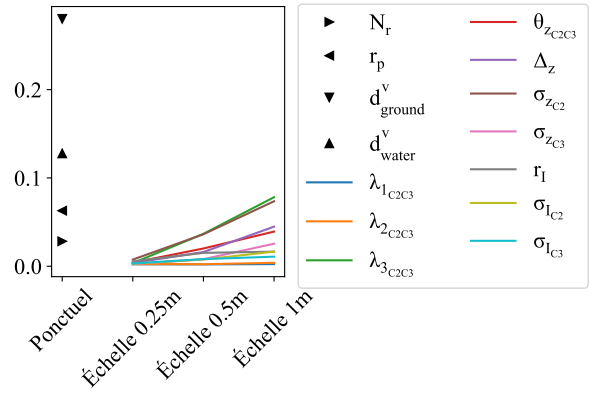 0.2
0.1
0.0
Ponctuel
Échelle 0.25m
Échelle 0.5m
Échelle 1m
N_r
r_p
d^v_ground
d^v_water
λ_1_C2C3
λ_2_C2C3
λ_3_C2C3
θ_z_C2C3
Δ_z
σ_z_C2
σ_z_C3
r_I
σ_I_C2
σ_I_C3